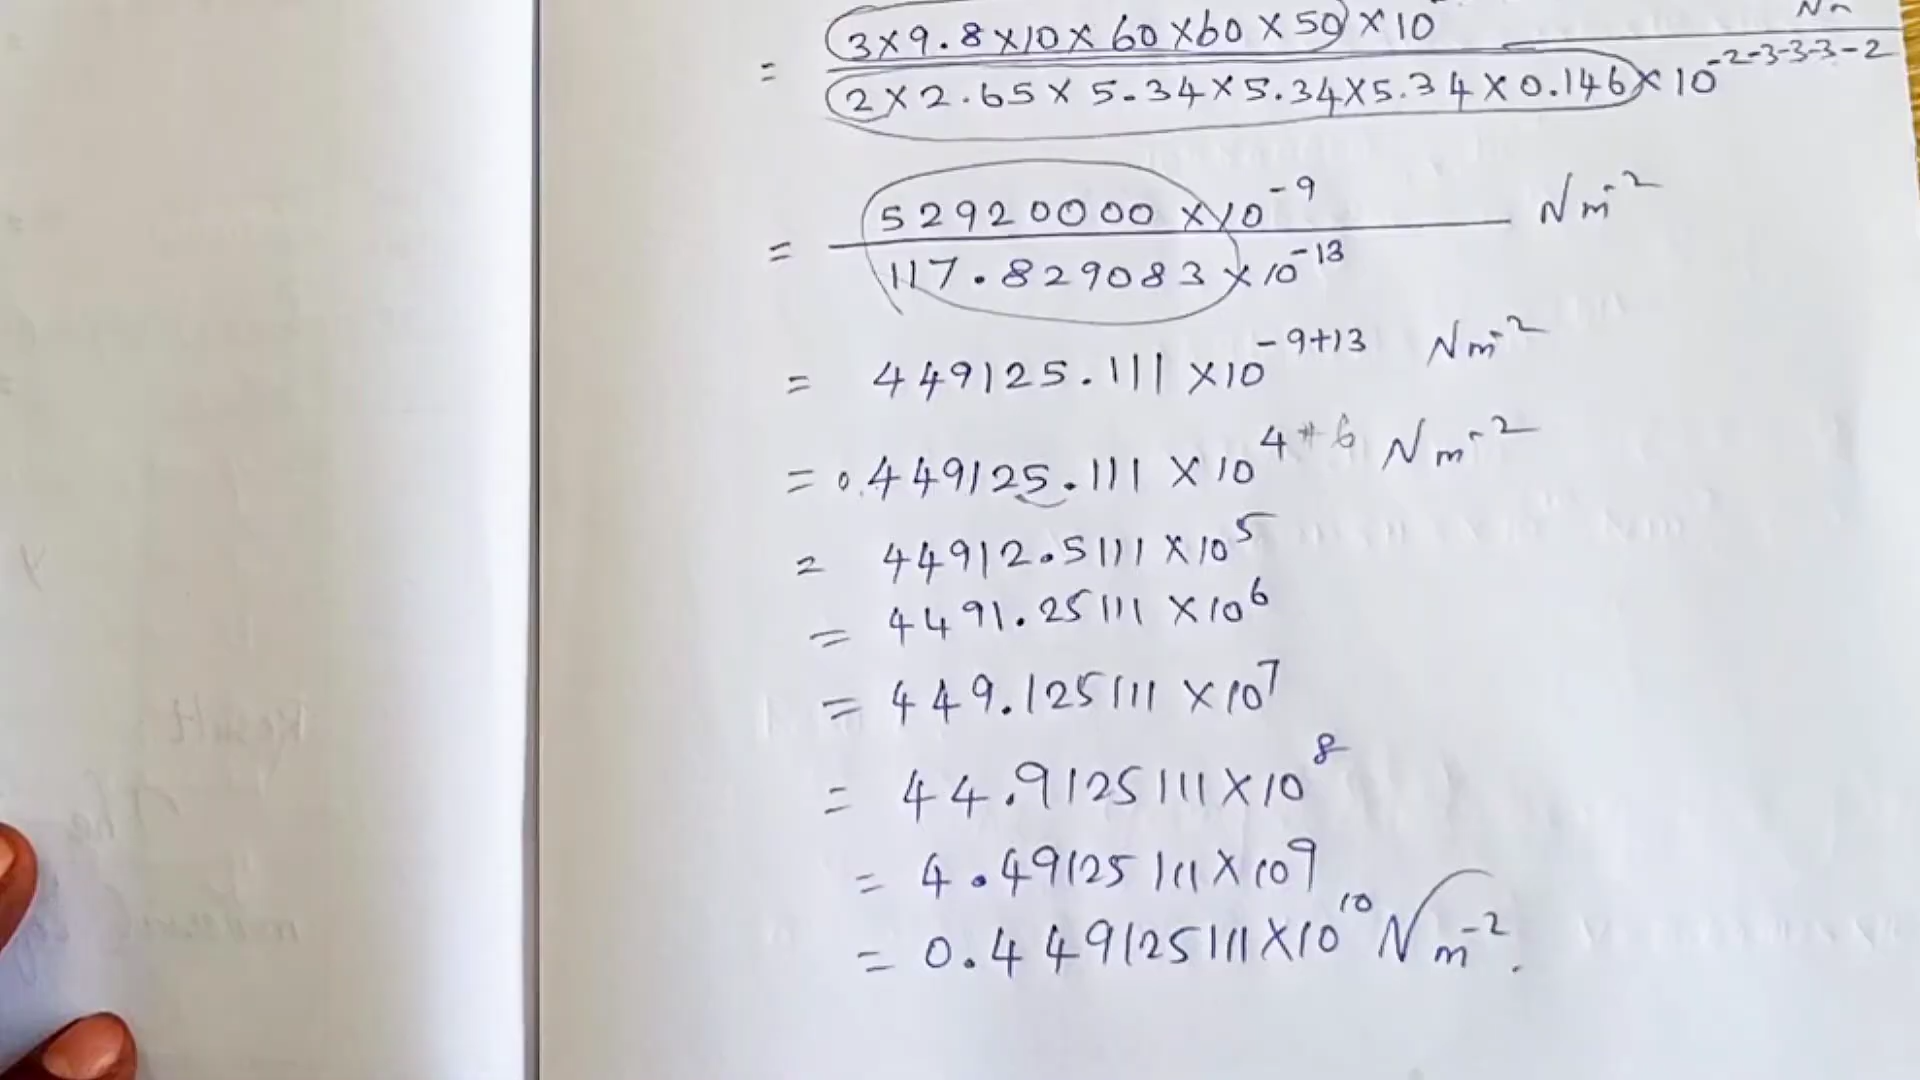 = 3×9.8×10×60×60×50×10
2×2.65×5.34×5.34×5.34×0.146×10^-2-3-3-3-2
= 52920000×10^-9 / 117.829083×10^-13 Nm^-2
= 449125.111×10^-9+13 Nm^-2
= 0.449125.111×10^4+6 Nm^-2
= 44912.5111×10^5
= 4491.25111×10^6
= 449.125111×10^7
= 44.9125111×10^8
= 4.49125111×10^9
= 0.449125111×10^10 Nm^-2.